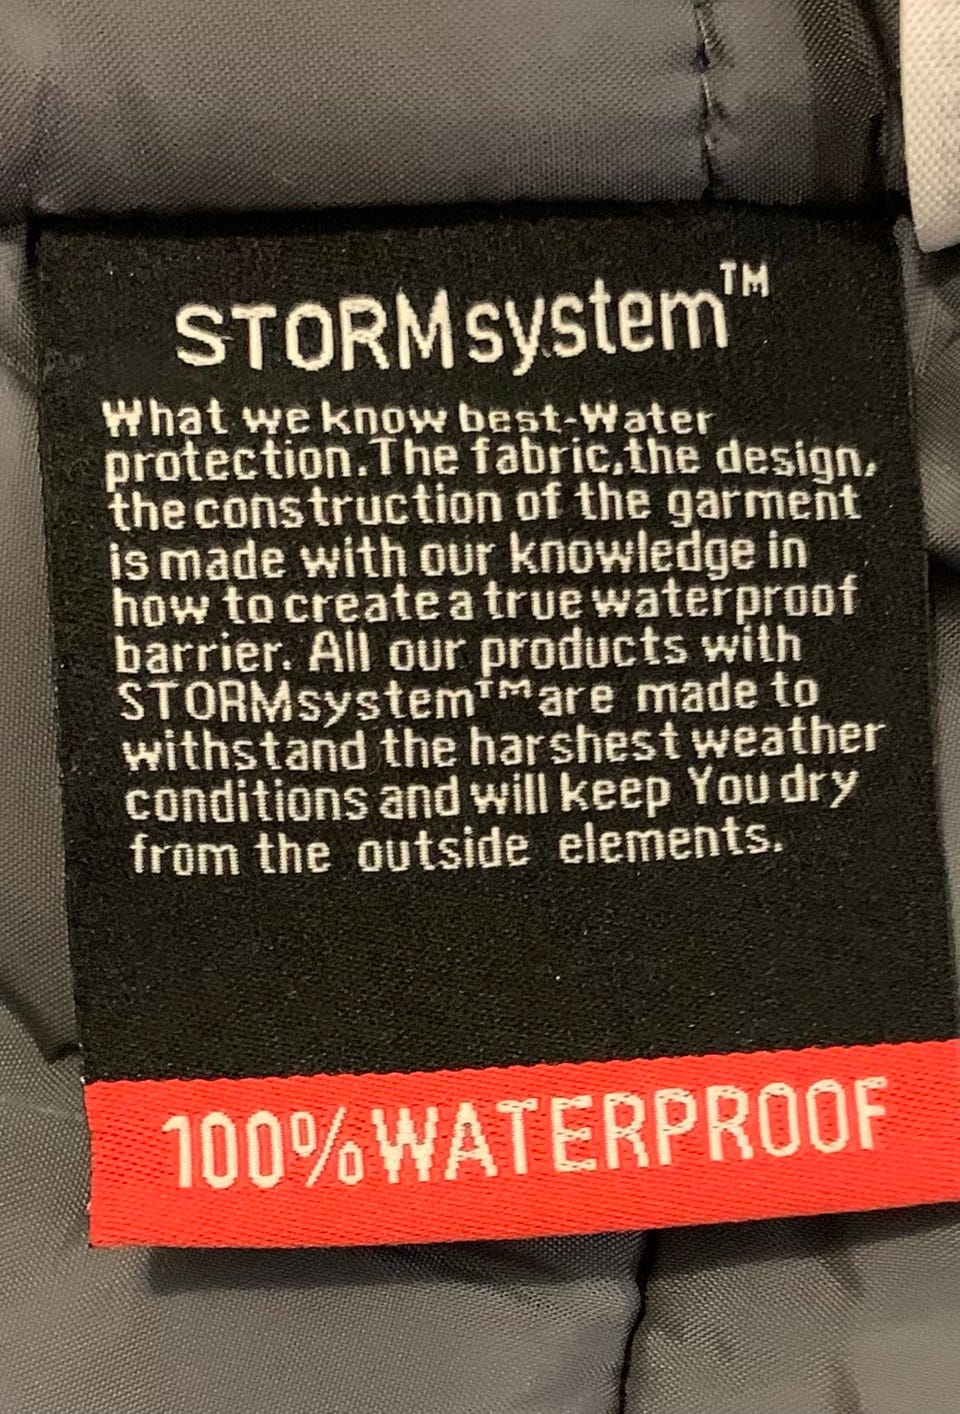 STORMsystem™
What we know best-Water
protection.The fabric,the design,
the construction of the garment
is made with our knowledge in
how to create a true waterproof
barrier. All our products with
STORMsystem™are made to
withstand the harshest weather
conditions and will keep You dry
from the outside elements.
100%WATERPROOF